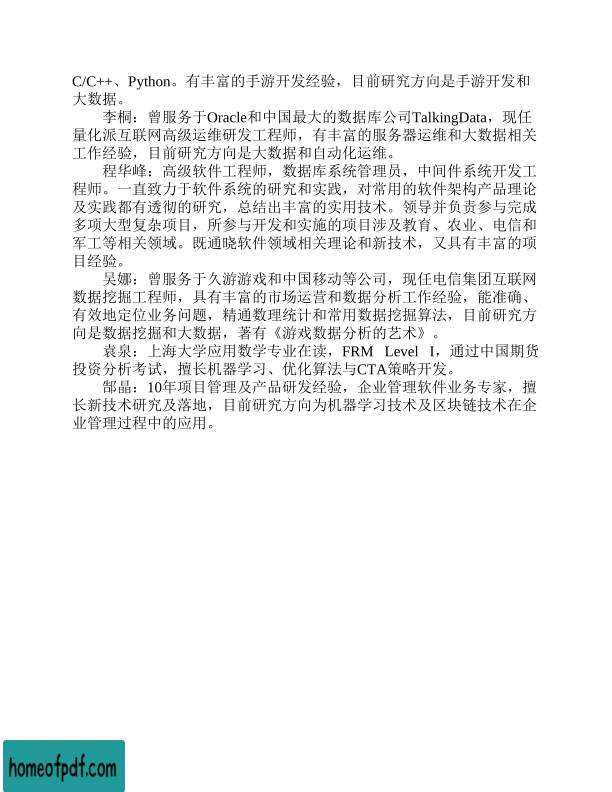 C/C++、Python。有丰富的手游开发经验，目前研究方向是手游开发和
大数据。
李桐：曾服务于Oracle和中国最大的数据库公司TalkingData，现任
量化派互联网高级运维研发工程师，有丰富的服务器运维和大数据相关
工作经验，目前研究方向是大数据和自动化运维。
程华峰：高级软件工程师，数据库系统管理员，中间件系统开发工
程师。一直致力于软件系统的研究和实践，对常用的软件架构产品理论
及实践都有透彻的研究，总结出丰富的实用技术。领导并负责参与完成
多项大型复杂项目，所参与开发和实施的项目涉及教育、农业、电信和
军工等相关领域。既通晓软件领域相关理论和新技术，又具有丰富的项
目经验。
吴娜：曾服务于久游游戏和中国移动等公司，现任电信集团互联网
数据挖掘工程师，具有丰富的市场运营和数据分析工作经验，能准确、
有效地定位业务问题，精通数理统计和常用数据挖掘算法，目前研究方
向是数据挖掘和大数据，著有《游戏数据分析的艺术》。
袁泉：上海大学应用数学专业在读，FRM Level I，通过中国期货
投资分析考试，擅长机器学习、优化算法与CTA策略开发。
郜晶：10年项目管理及产品研发经验，企业管理软件业务专家，擅
长新技术研究及落地，目前研究方向为机器学习技术及区块链技术在企
业管理过程中的应用。
homeofpdf.com